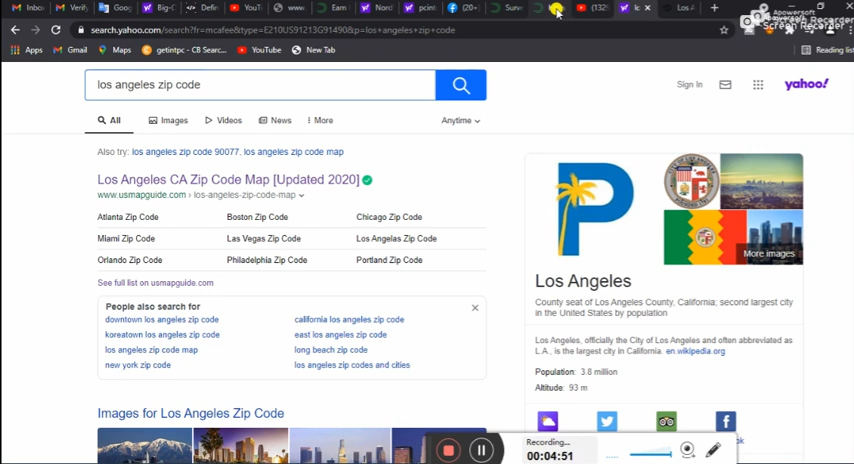 Inbo
Verify
Goo
Big-C
Defin
YouT
www.
Earn
Nord
pcint
(20+
Surv
(132
lo
Los A
Apowersoft
Screen Recorder
search.yahoo.com/search?fr=mcafee&type=E210US91213G91490&p=los+angeles+zip+code
Apps
Gmail
Maps
getintpc - CB Searc...
YouTube
New Tab
Reading list
los angeles zip code
Sign In
yahoo!
All
Images
Videos
News
More
Anytime
Also try: los angeles zip code 90077, los angeles zip code map
Los Angeles CA Zip Code Map [Updated 2020]
www.usmapguide.com › los-angeles-zip-code-map
Atlanta Zip Code
Boston Zip Code
Chicago Zip Code
Miami Zip Code
Las Vegas Zip Code
Los Angelas Zip Code
Orlando Zip Code
Philadelphia Zip Code
Portland Zip Code
See full list on usmapguide.com
People also search for
downtown los angeles zip code
california los angeles zip code
koreatown los angeles zip code
east los angeles zip code
los angeles zip code map
long beach zip code
new york zip code
los angeles zip codes and cities
Images for Los Angeles Zip Code
P
More images
Los Angeles
County seat of Los Angeles County, California; second largest city
in the United States by population
Los Angeles, officially the City of Los Angeles and often abbreviated as
L.A., is the largest city in California. en.wikipedia.org
Population: 3.8 million
Altitude: 93 m
Recording...
00:04:51